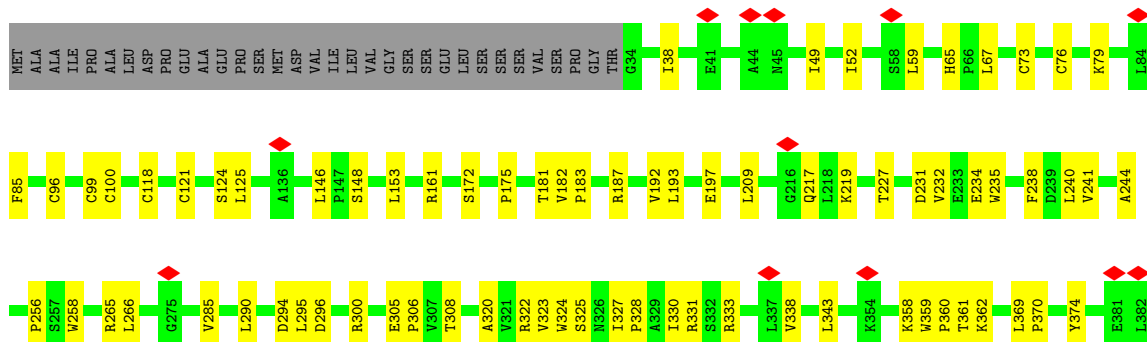 MET ALA ALA ILE PRO ALA LEU ASP PRO GLU ALA GLU PRO SER MET ASP VAL ILE LEU VAL GLY SER SER GLU LEU SER SER SER VAL SER PRO GLY THR G34 I38 E41 A44 N45 I49 I52 S58 L59 H65 P66 L67 C73 C76 K79 L84
F85 C96 C99 C100 C118 C121 S124 L125 A136 L146 P147 S148 L153 R161 S172 P175 T181 V182 P183 R187 V192 L193 E197 L209 G216 Q217 L218 K219 T227 D231 V232 E233 E234 W235 F238 D239 L240 V241 A244
P256 S257 W258 R265 L266 G275 V285 L290 D294 L295 D296 R300 E305 P306 V307 T308 A320 V321 R322 V323 W324 S325 N326 I327 P328 A329 I330 R331 S332 R333 L337 V338 L343 K354 K358 W359 P360 T361 K362 L369 P370 Y374 E381 L382